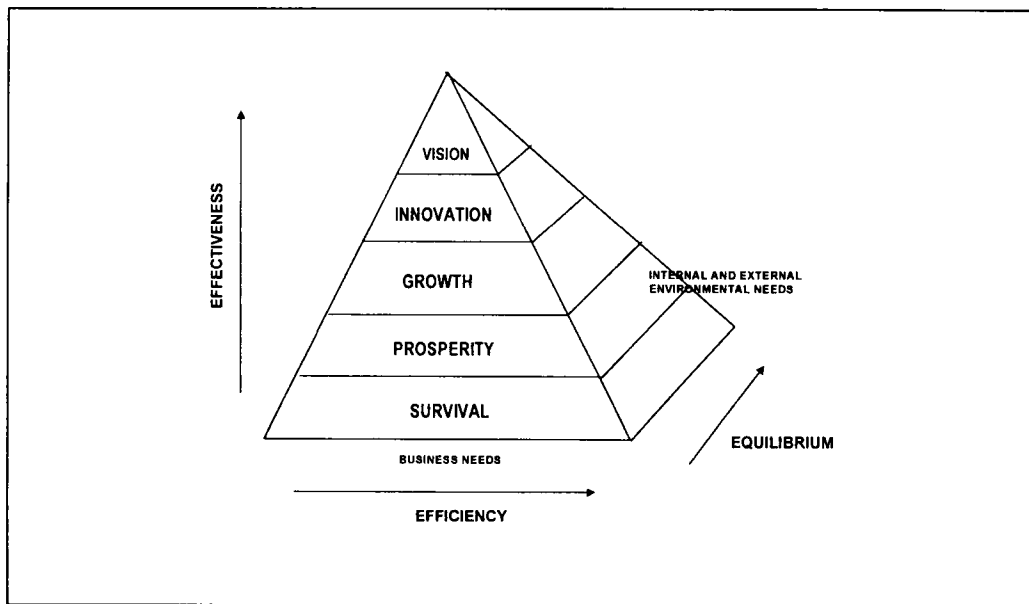 VISION
INNOVATION
GROWTH
PROSPERITY
SURVIVAL
BUSINESS NEEDS
EFFICIENCY
EFFECTIVENESS
INTERNAL AND EXTERNAL
ENVIRONMENTAL NEEDS
EQUILIBRIUM